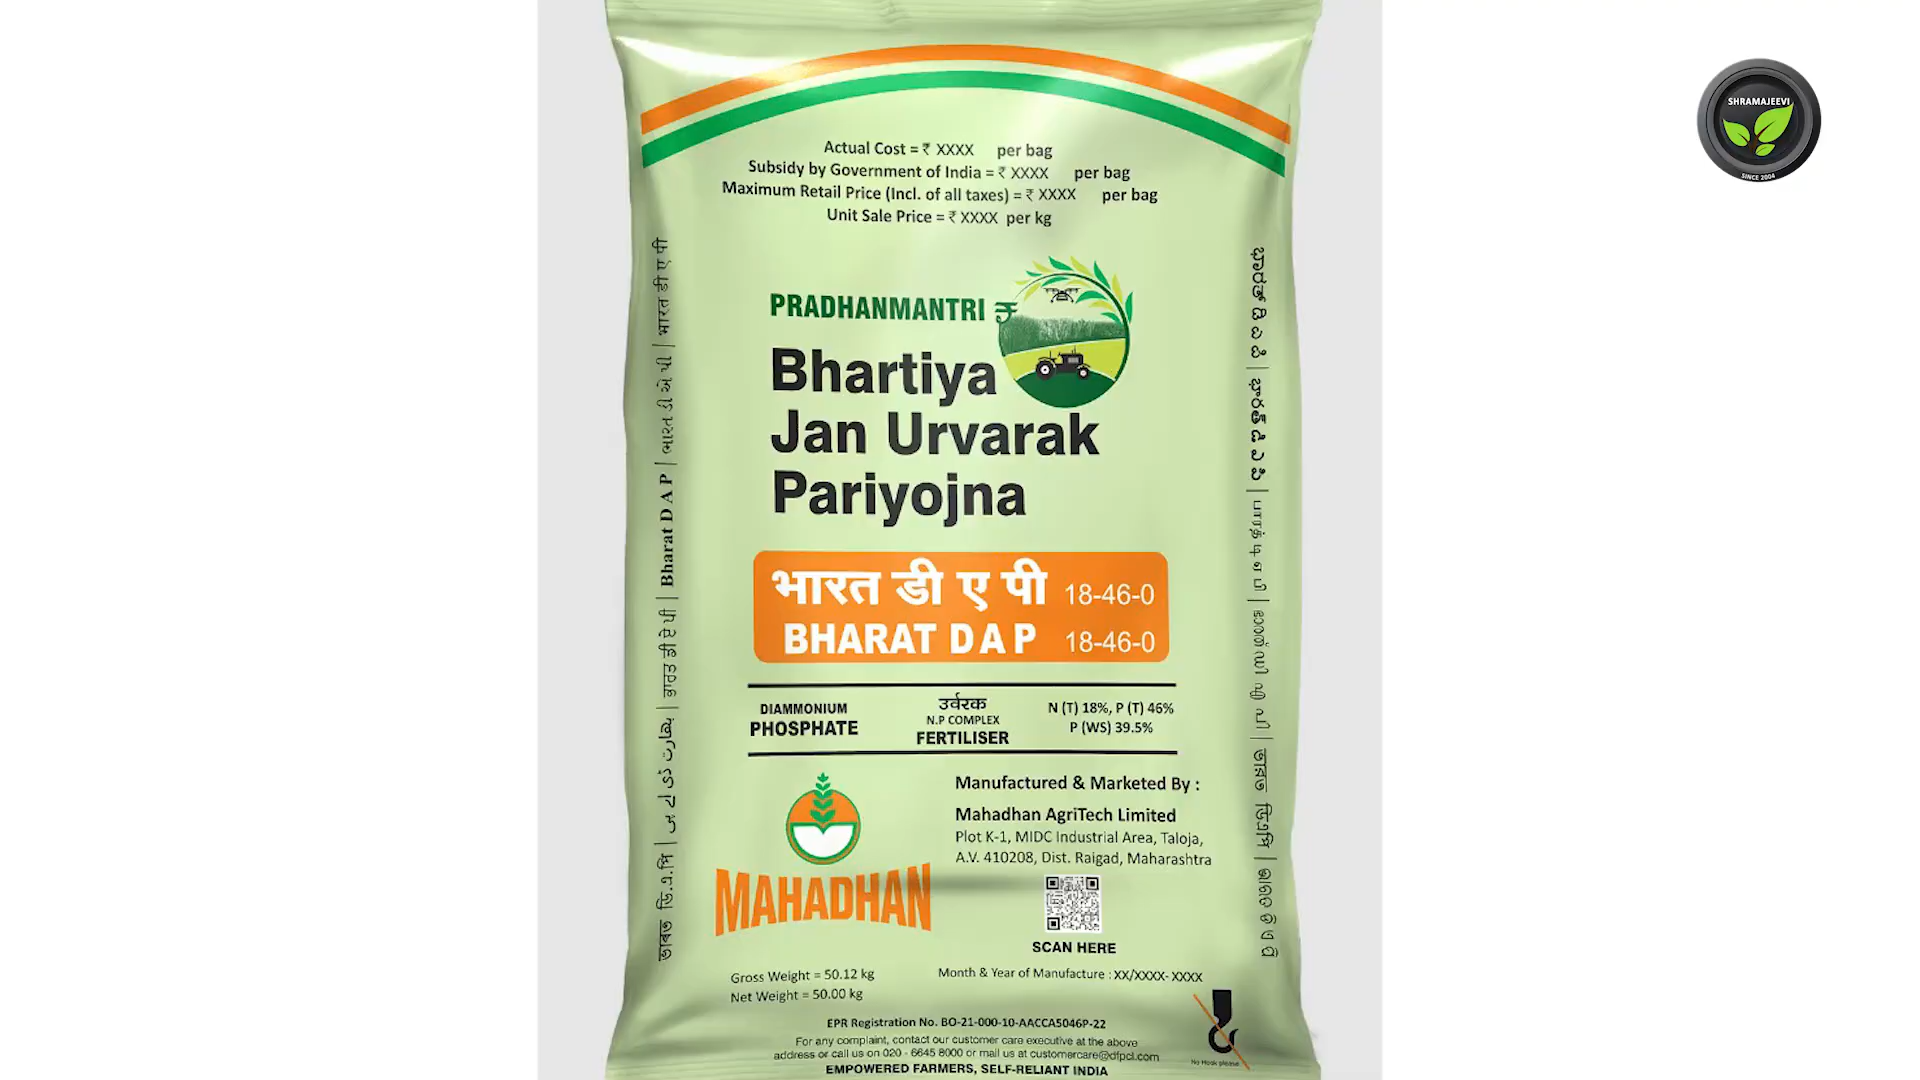 Actual Cost = ₹ XXXX per bag
Subsidy by Government of India = ₹ XXXX per bag
Maximum Retail Price (Incl. of all taxes) = ₹ XXXX per bag
Unit Sale Price = ₹ XXXX per kg
PRADHANMANTRI
Bhartiya
Jan Urvarak
Pariyojna
भारत डी ए पी 18-46-0
BHARAT D A P 18-46-0
DIAMMONIUM
PHOSPHATE
उर्वरक
N.P COMPLEX
FERTILISER
N (T) 18%, P (T) 46%
P (WS) 39.5%
MAHADHAN
Manufactured & Marketed By :
Mahadhan AgriTech Limited
Plot K-1, MIDC Industrial Area, Taloja,
A.V. 410208, Dist. Raigad, Maharashtra
SCAN HERE
Gross Weight = 50.12 kg
Net Weight = 50.00 kg
Month & Year of Manufacture : XX/XXXX- XXXX
No Hook please
EPR Registration No. BO-21-000-10-AACCA5046P-22
For any complaint, contact our customer care executive at the above
address or call us on 020 - 6645 8000 or mail us at customercare@dfpcl.com
EMPOWERED FARMERS, SELF-RELIANT INDIA
Bharat D A P | ભારત ડી એ પી | भारत डी ए पी
SHRAMAJEEVI
SINCE 2004